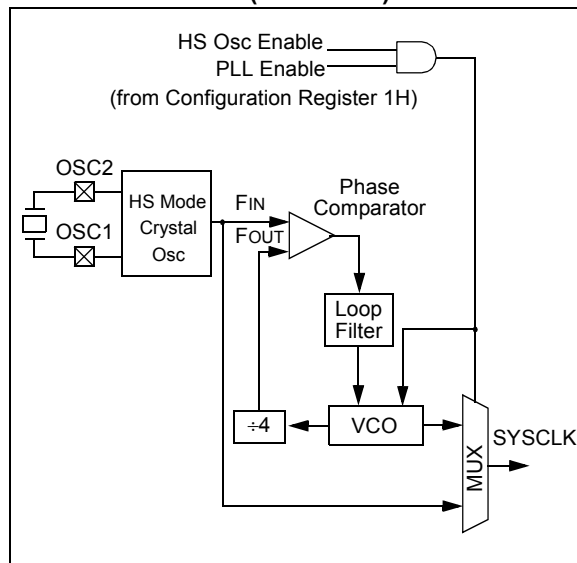 HS Osc Enable
PLL Enable
(from Configuration Register 1H)
OSC2
OSC1
HS Mode
Crystal
Osc
FIN
FOUT
Phase
Comparator
Loop
Filter
÷4
VCO
MUX
SYSCLK